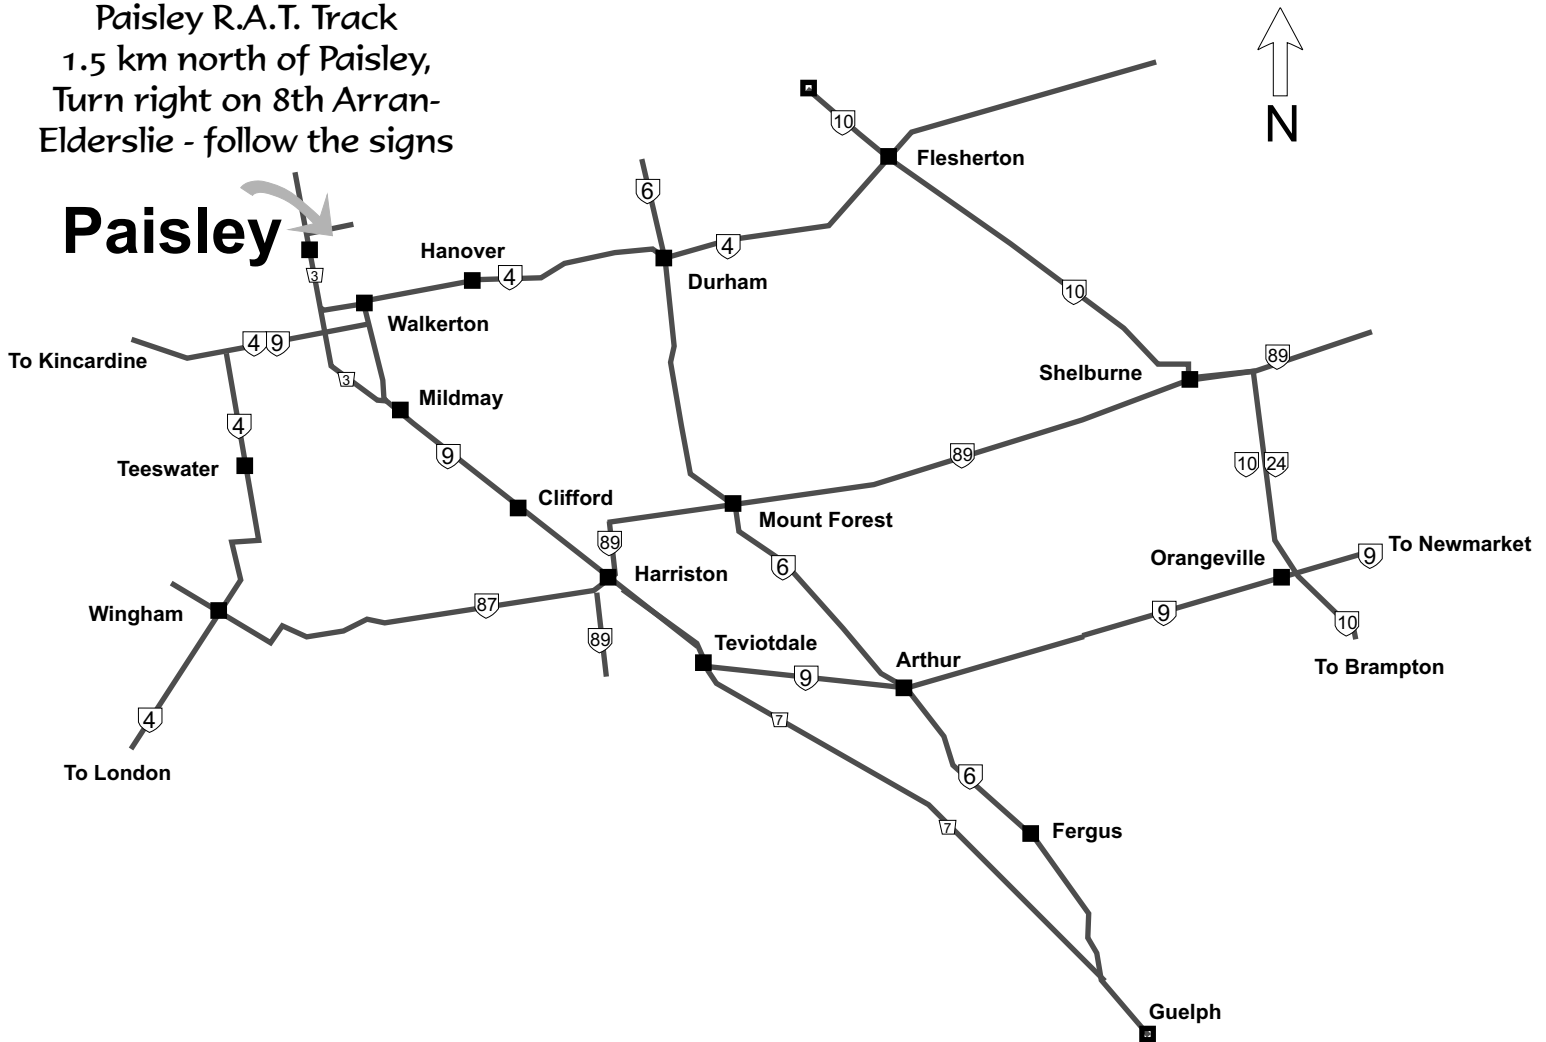 Paisley R.A.T. Track
1.5 km north of Paisley,
Turn right on 8th Arran-
Elderslie - follow the signs
N
10
Flesherton
6
Paisley
Hanover
4
4
3
Durham
10
Walkerton
4 9
To Kincardine
89
Shelburne
3
Mildmay
4
9
89
10 24
Teeswater
Clifford
Mount Forest
89
6
Orangeville
9 To Newmarket
Harriston
Wingham
87
9
10
89
Teviotdale
Arthur
To Brampton
9
4
7
To London
6
7
Fergus
Guelph